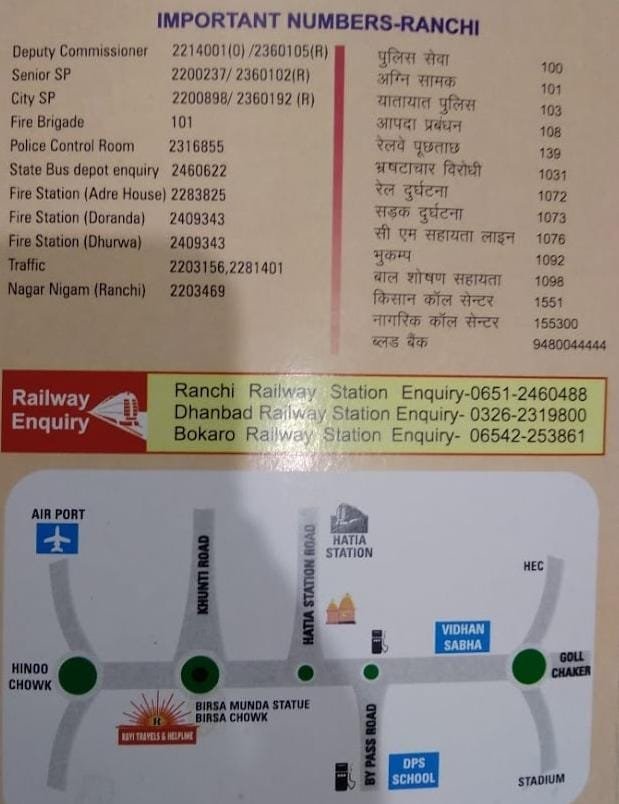 IMPORTANT NUMBERS-RANCHI
Deputy Commissioner 2214001(0) /2360105(R)
Senior SP 2200237/ 2360102(R)
City SP 2200898/ 2360192 (R)
Fire Brigade 101
Police Control Room 2316855
State Bus depot enquiry 2460622
Fire Station (Adre House) 2283825
Fire Station (Doranda) 2409343
Fire Station (Dhurwa) 2409343
Traffic 2203156,2281401
Nagar Nigam (Ranchi) 2203469
पुलिस सेवा 100
अग्नि सामक 101
यातायात पुलिस 103
आपदा प्रबंधन 108
रेलवे पूछताछ 139
भ्रषटाचार विरोधी 1031
रेल दुर्घटना 1072
सड़क दुर्घटना 1073
सी एम सहायता लाइन 1076
भुकम्प 1092
बाल शोषण सहायता 1098
किसान कॉल सेन्टर 1551
नागरिक कॉल सेन्टर 155300
ब्लड बैंक 9480044444
Railway
Enquiry
Ranchi Railway Station Enquiry-0651-2460488
Dhanbad Railway Station Enquiry- 0326-2319800
Bokaro Railway Station Enquiry- 06542-253861
AIR PORT
KHUNTI ROAD
HATIA STATION ROAD
HATIA
STATION
HEC
VIDHAN
SABHA
HINOO
CHOWK
GOLL
CHAKER
BIRSA MUNDA STATUE
BIRSA CHOWK
R
RAVI TRAVELS & HELPLINE
BY PASS ROAD
DPS
SCHOOL
STADIUM